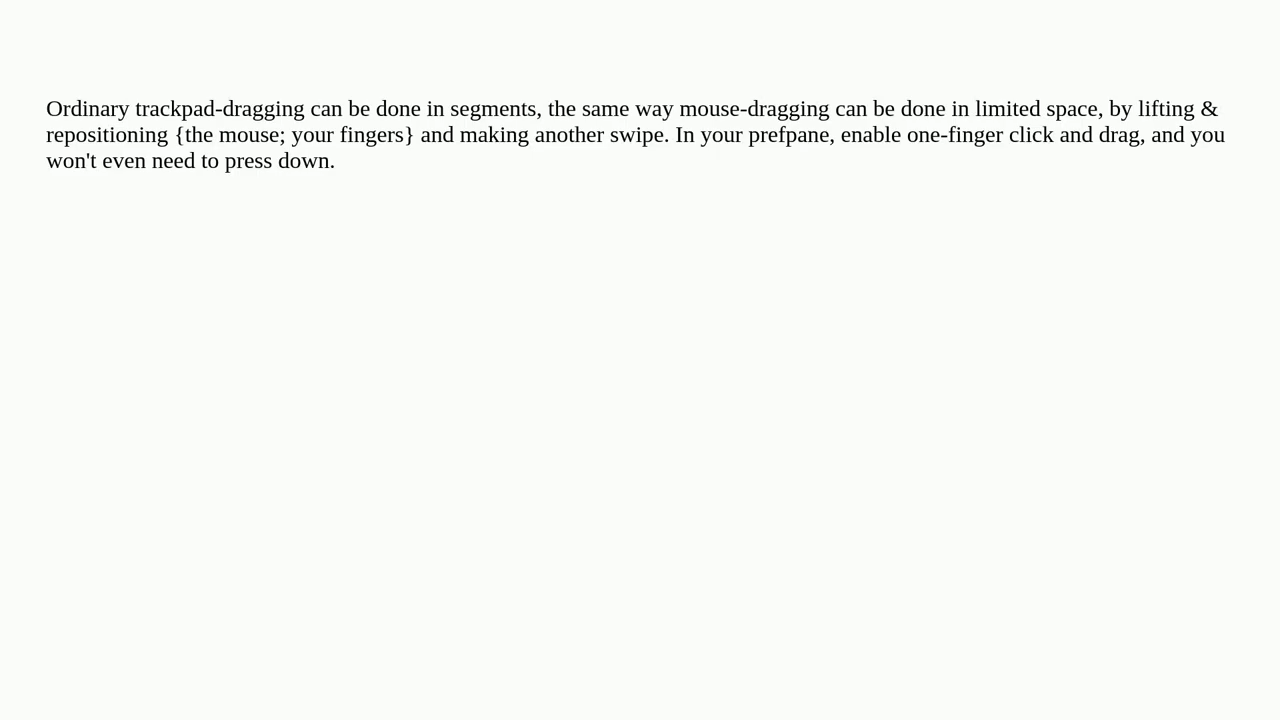 Ordinary trackpad-dragging can be done in segments, the same way mouse-dragging can be done in limited space, by lifting &
repositioning {the mouse; your fingers} and making another swipe. In your prefpane, enable one-finger click and drag, and you
won't even need to press down.